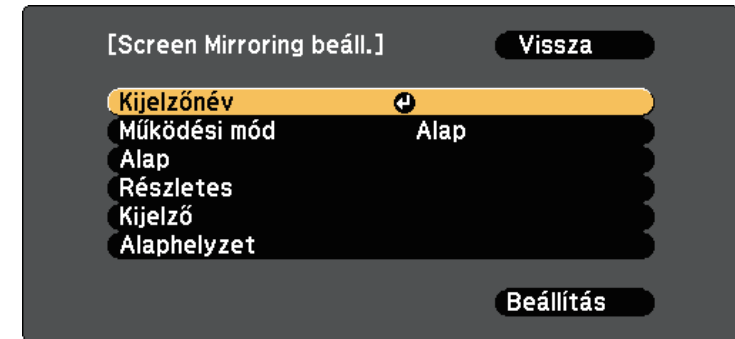 [Screen Mirroring beáll.] Vissza
Kijelzőnév
Működési mód Alap
Alap
Részletes
Kijelző
Alaphelyzet
Beállítás